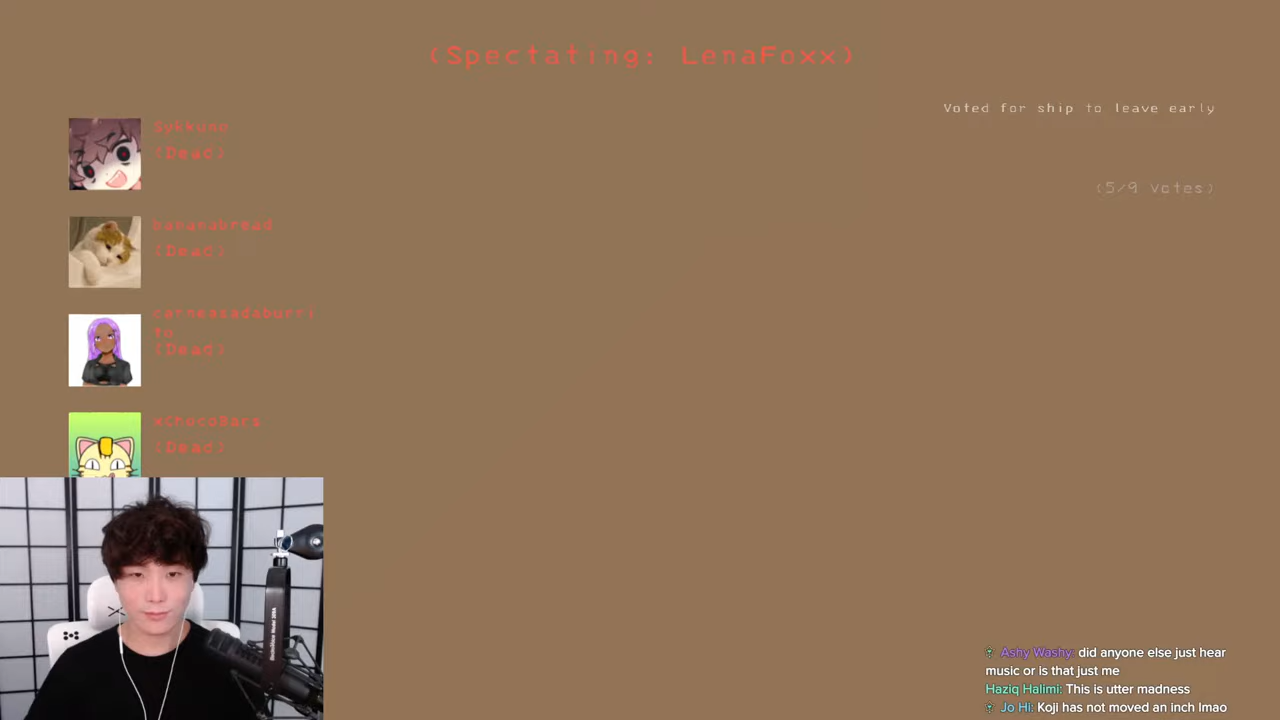 (Spectating: LenaFoxx)
Voted for ship to leave early
(5/9 Votes)
Sykkuno
(Dead)
bananabread
(Dead)
carneasadaburri
to
(Dead)
xChocoBars
(Dead)
Ashy Washy: did anyone else just hear
music or is that just me
Haziq Halimi: This is utter madness
Jo Hi: Koji has not moved an inch lmao